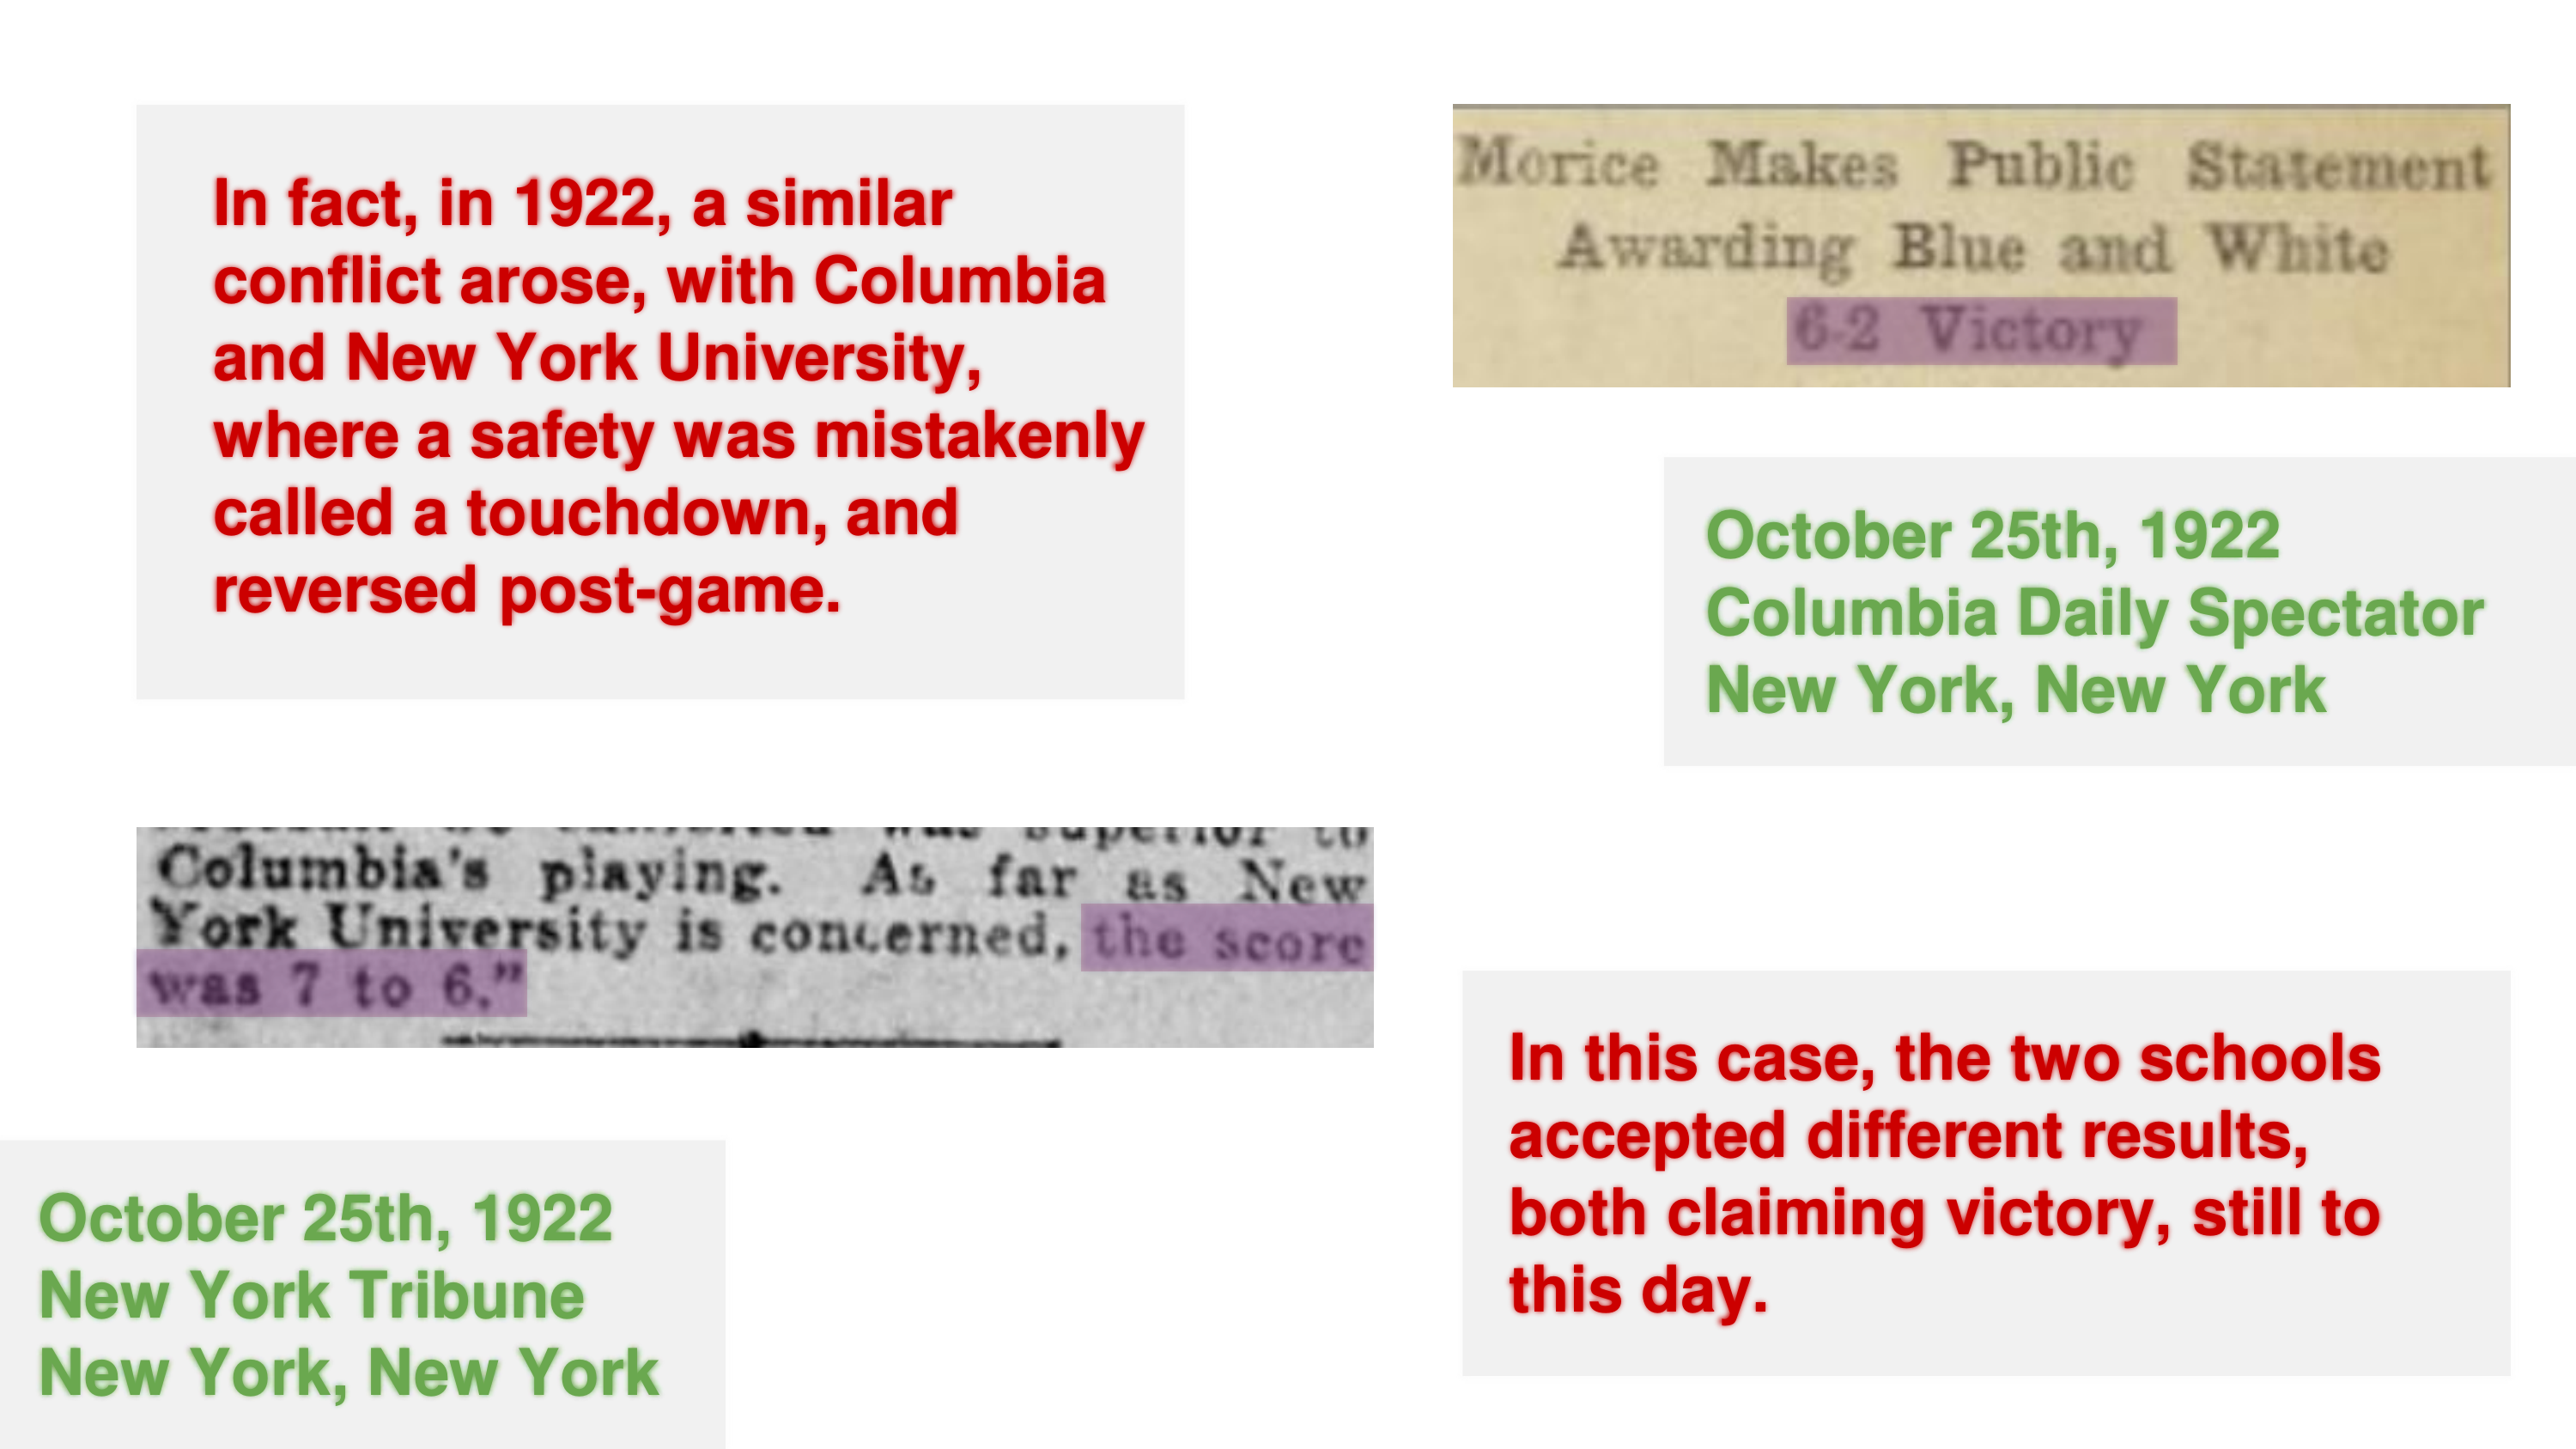 In fact, in 1922, a similar
conflict arose, with Columbia
and New York University,
where a safety was mistakenly
called a touchdown, and
reversed post-game.
Morice Makes Public Statement
Awarding Blue and White
6-2 Victory
October 25th, 1922
Columbia Daily Spectator
New York, New York
was superior to
Columbia's playing. As far as New
York University is concerned, the score
was 7 to 6."
October 25th, 1922
New York Tribune
New York, New York
In this case, the two schools
accepted different results,
both claiming victory, still to
this day.